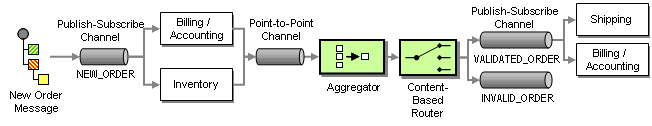 New Order
Message
Publish-Subscribe
Channel
NEW_ORDER
Billing /
Accounting
Inventory
Point-to-Point
Channel
Aggregator
Content-
Based
Router
Publish-Subscribe
Channel
VALIDATED_ORDER
INVALID_ORDER
Shipping
Billing /
Accounting